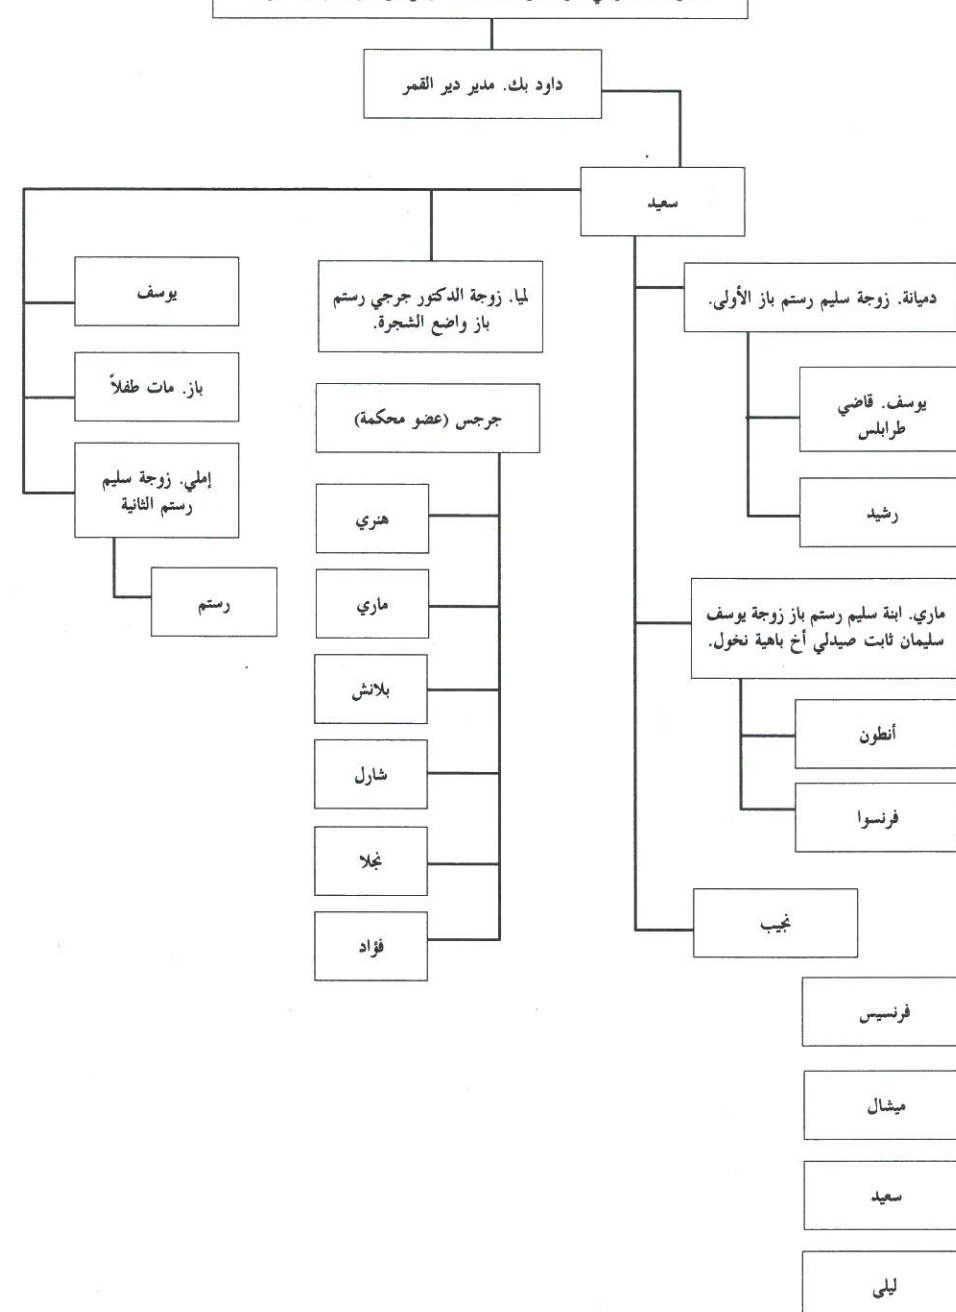 داود بك. مدير دير القمر
سعيد
دميانة. زوجة سليم رستم باز الأولى.
يوسف. قاضي
طرابلس
رشيد
ماري. ابنة سليم رستم باز زوجة يوسف
سليمان ثابت صيدلي أخ باهية نخول.
أنطون
فرنسوا
نجيب
فرنسيس
ميشال
سعيد
ليلى
لميا. زوجة الدكتور جرجي رستم
باز واضع الشجرة.
جرجس (عضو محكمة)
هنري
ماري
بلانش
شارل
نجلا
فؤاد
يوسف
باز. مات طفلاً
إملي. زوجة سليم
رستم الثانية
رستم